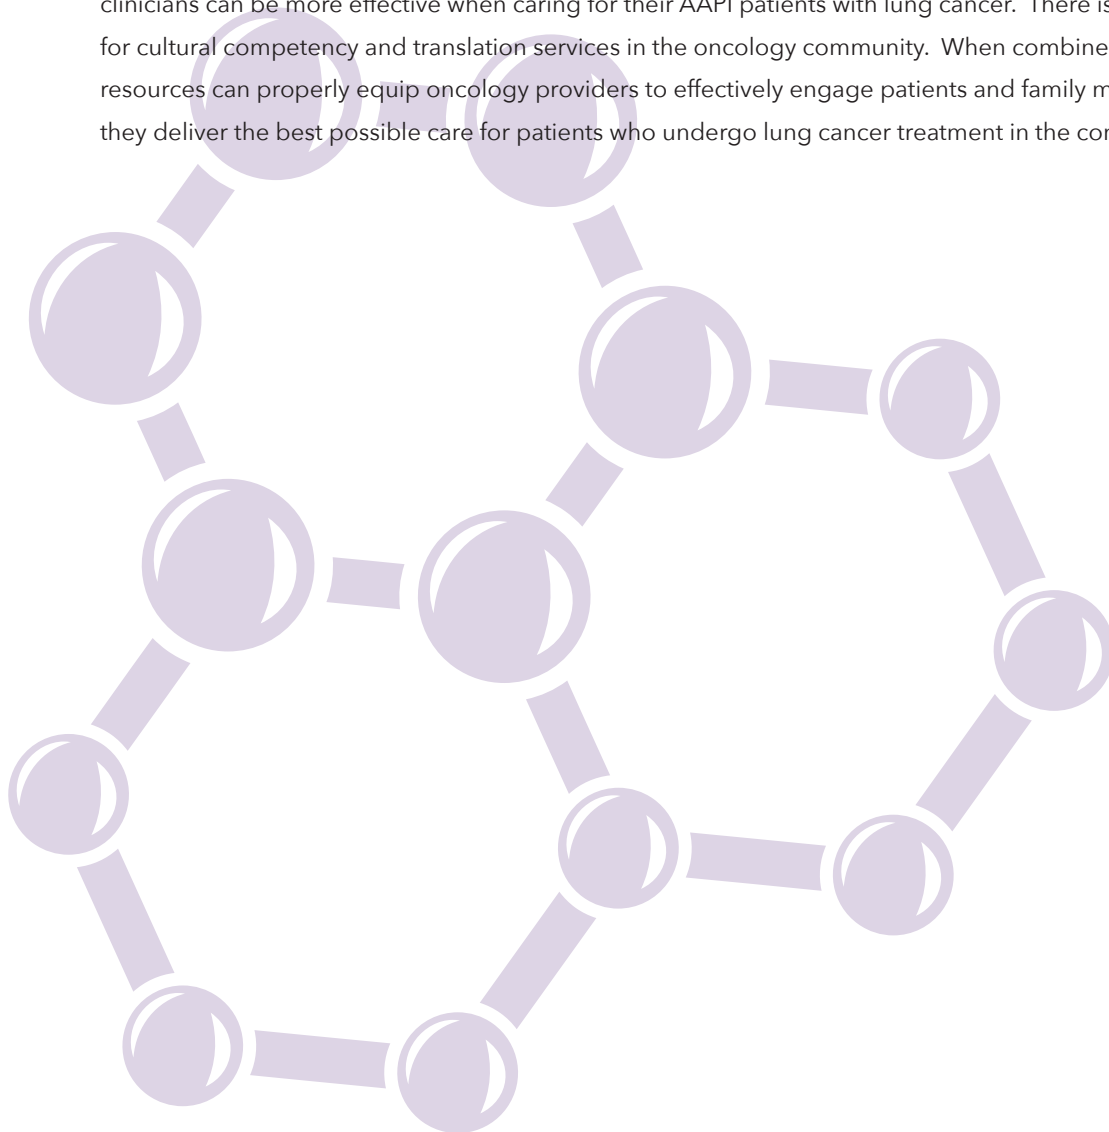 clinicians can be more effective when caring for their AAPI patients with lung cancer. There is
for cultural competency and translation services in the oncology community. When combine
resources can properly equip oncology providers to effectively engage patients and family m
they deliver the best possible care for patients who undergo lung cancer treatment in the co